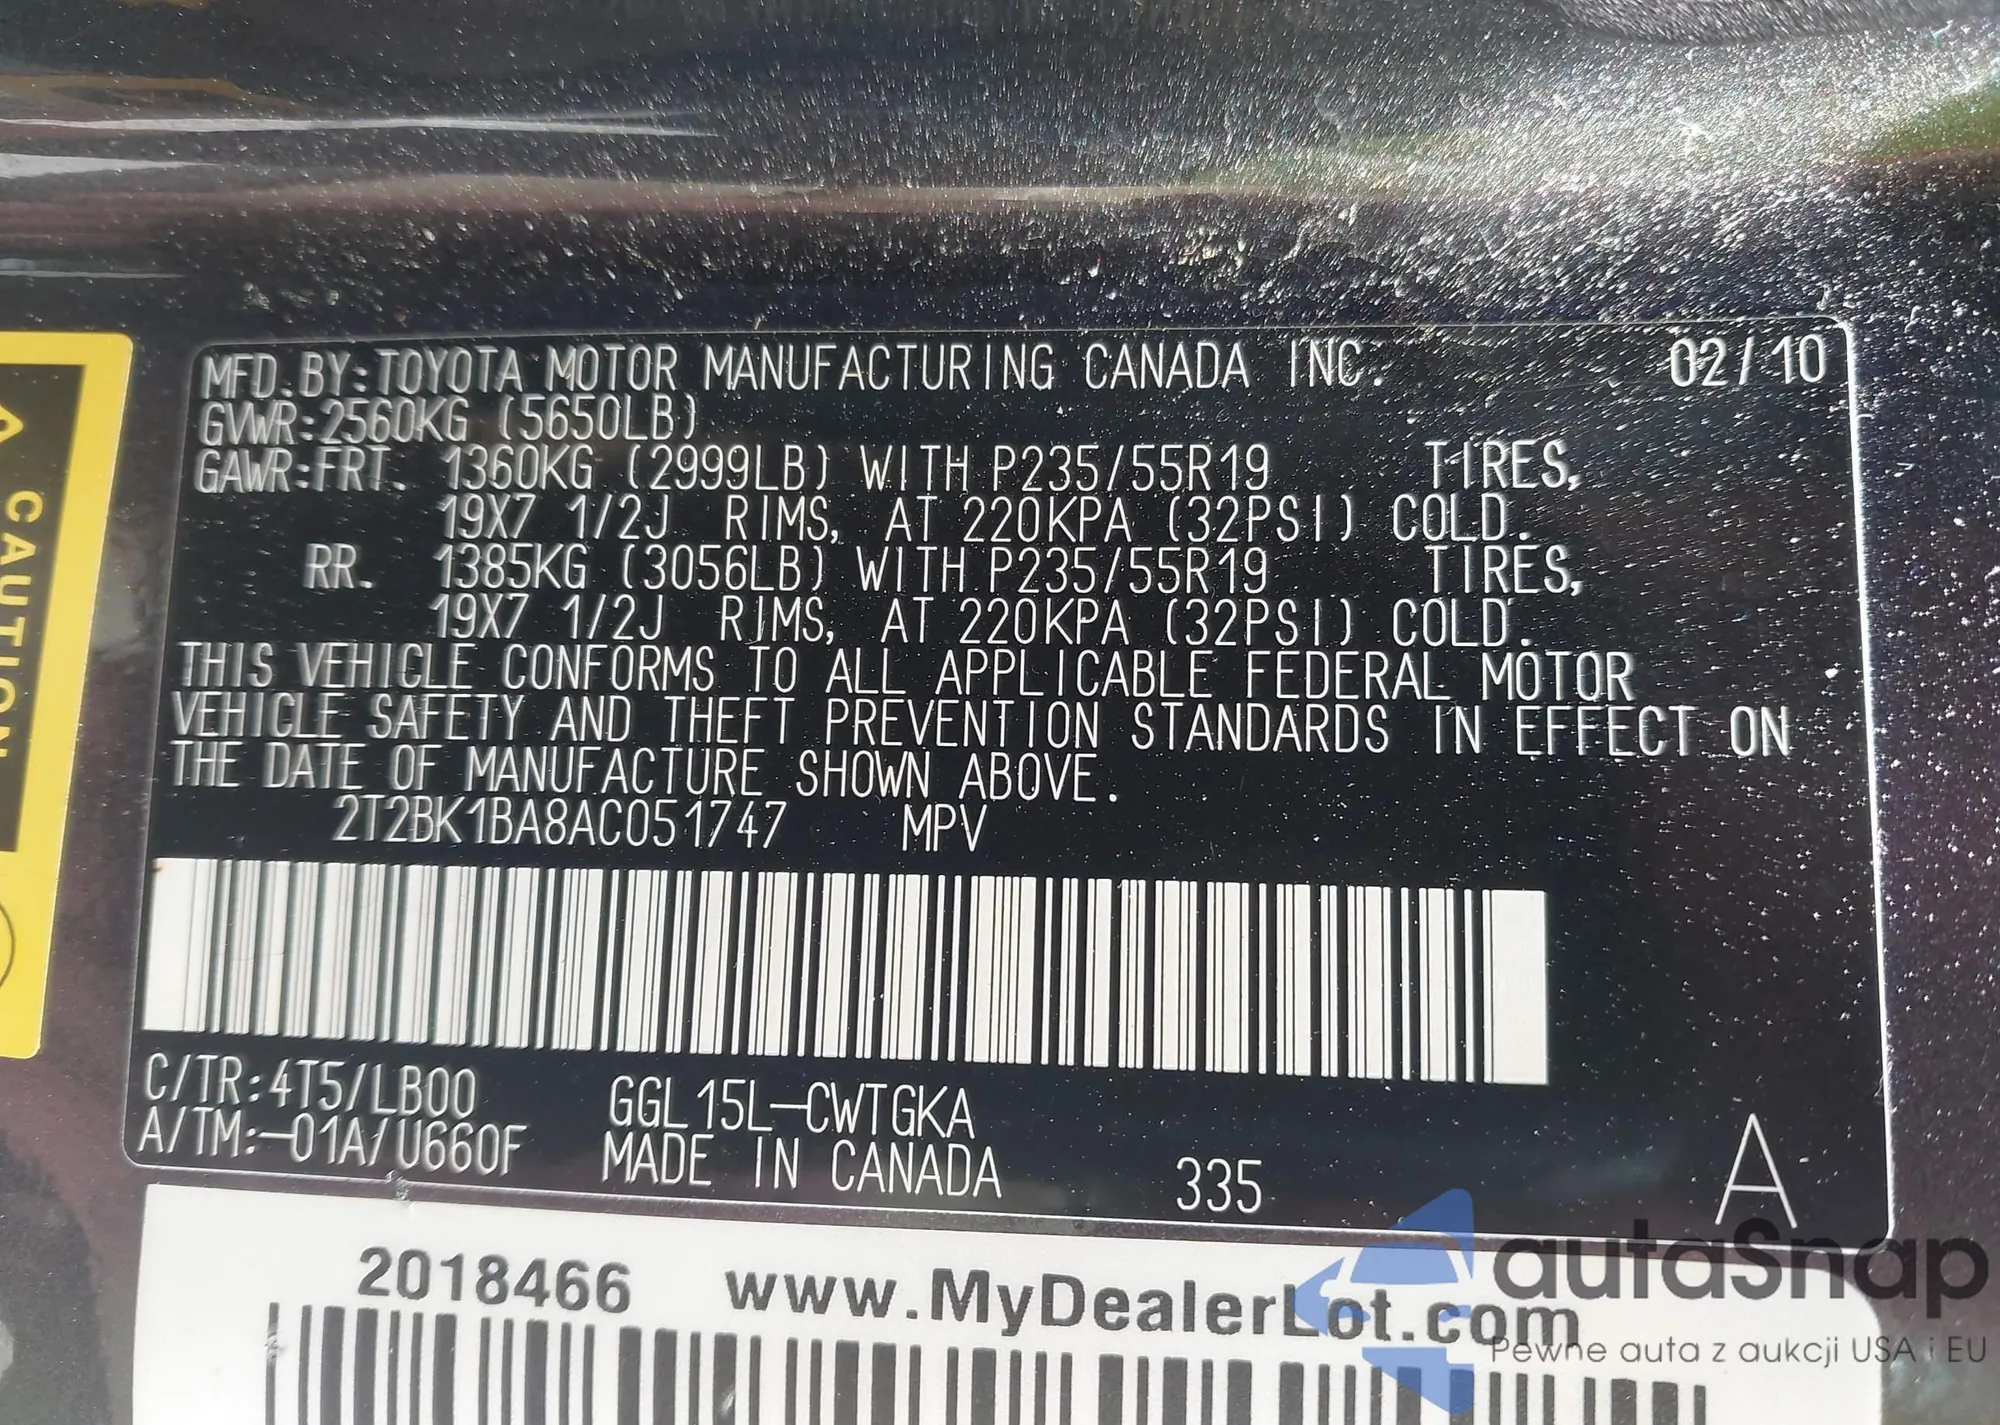 MFD. BY: TOYOTA MOTOR MANUFACTURING CANADA INC. 02/10
GVWR: 2560KG (5650LB)
GAWR: FRT. 1360KG (2999LB) WITH P235/55R19 TIRES,
19X7 1/2J RIMS, AT 220KPA (32PSI) COLD.
RR. 1385KG (3056LB) WITH P235/55R19 TIRES,
19X7 1/2J RIMS, AT 220KPA (32PSI) COLD.
THIS VEHICLE CONFORMS TO ALL APPLICABLE FEDERAL MOTOR
VEHICLE SAFETY AND THEFT PREVENTION STANDARDS IN EFFECT ON
THE DATE OF MANUFACTURE SHOWN ABOVE.
2T2BK1BA8AC051747 MPV
C/TR: 4T5/LB00 GGL15L-CWTGKA
A/TM: -01A/U660F MADE IN CANADA 335 A
CAUTION
2018466 www.MyDealerLot.com
autaSnap
Pewne auta z aukcji USA i EU